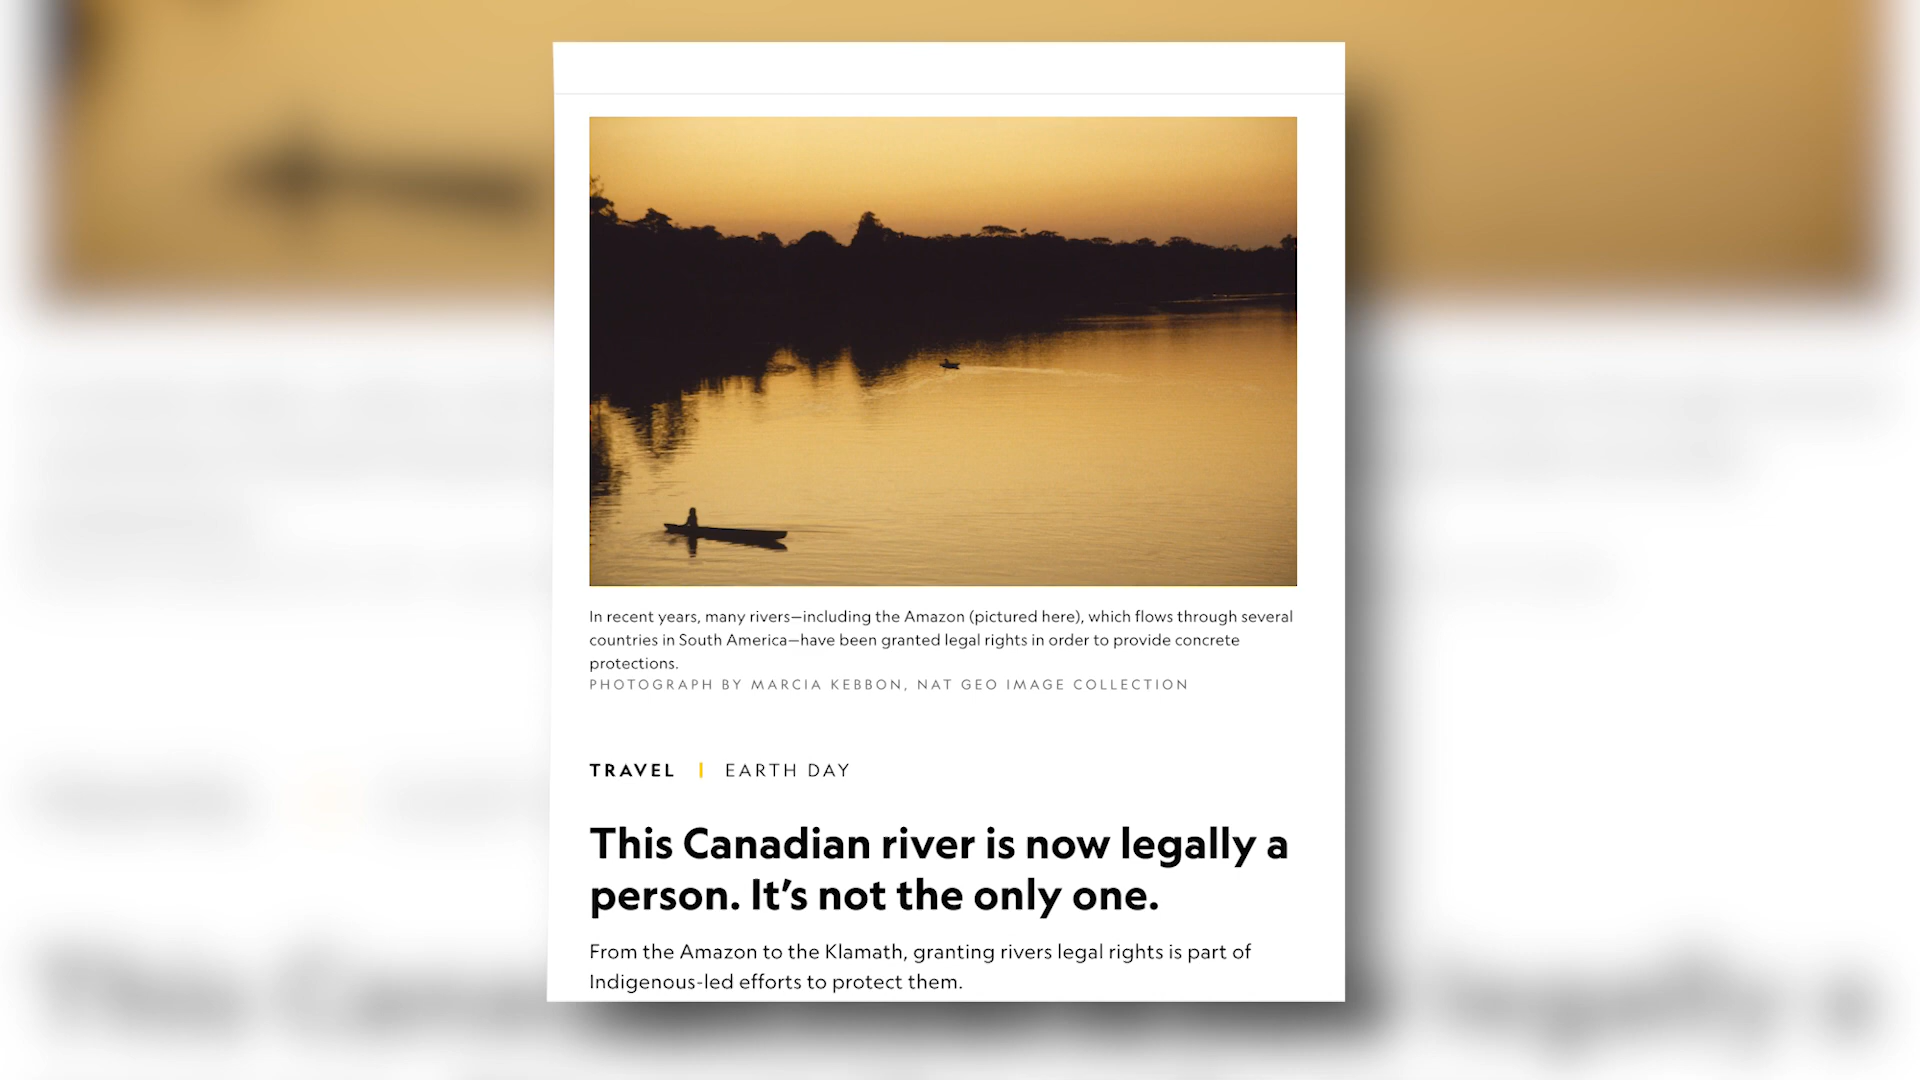 In recent years, many rivers—including the Amazon (pictured here), which flows through several
countries in South America—have been granted legal rights in order to provide concrete
protections.
PHOTOGRAPH BY MARCIA KEBBON, NAT GEO IMAGE COLLECTION
TRAVEL | EARTH DAY
This Canadian river is now legally a
person. It’s not the only one.
From the Amazon to the Klamath, granting rivers legal rights is part of
Indigenous-led efforts to protect them.